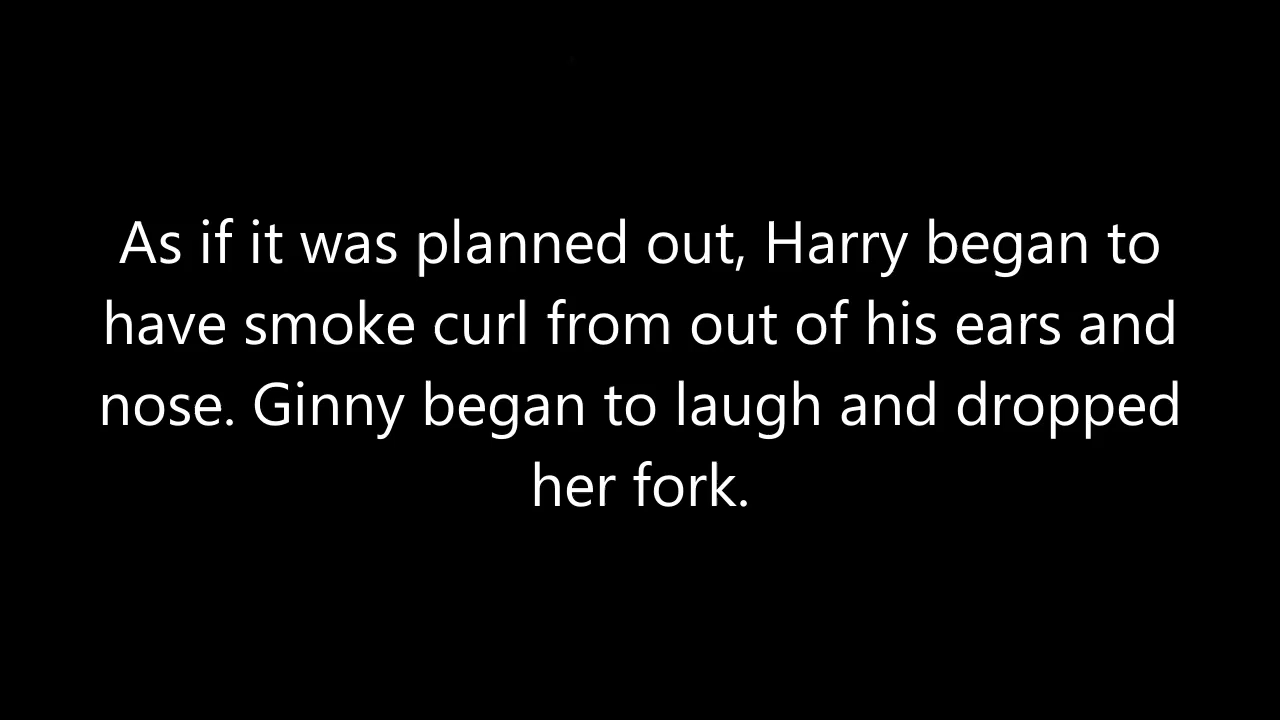 As if it was planned out, Harry began to
have smoke curl from out of his ears and
nose. Ginny began to laugh and dropped
her fork.